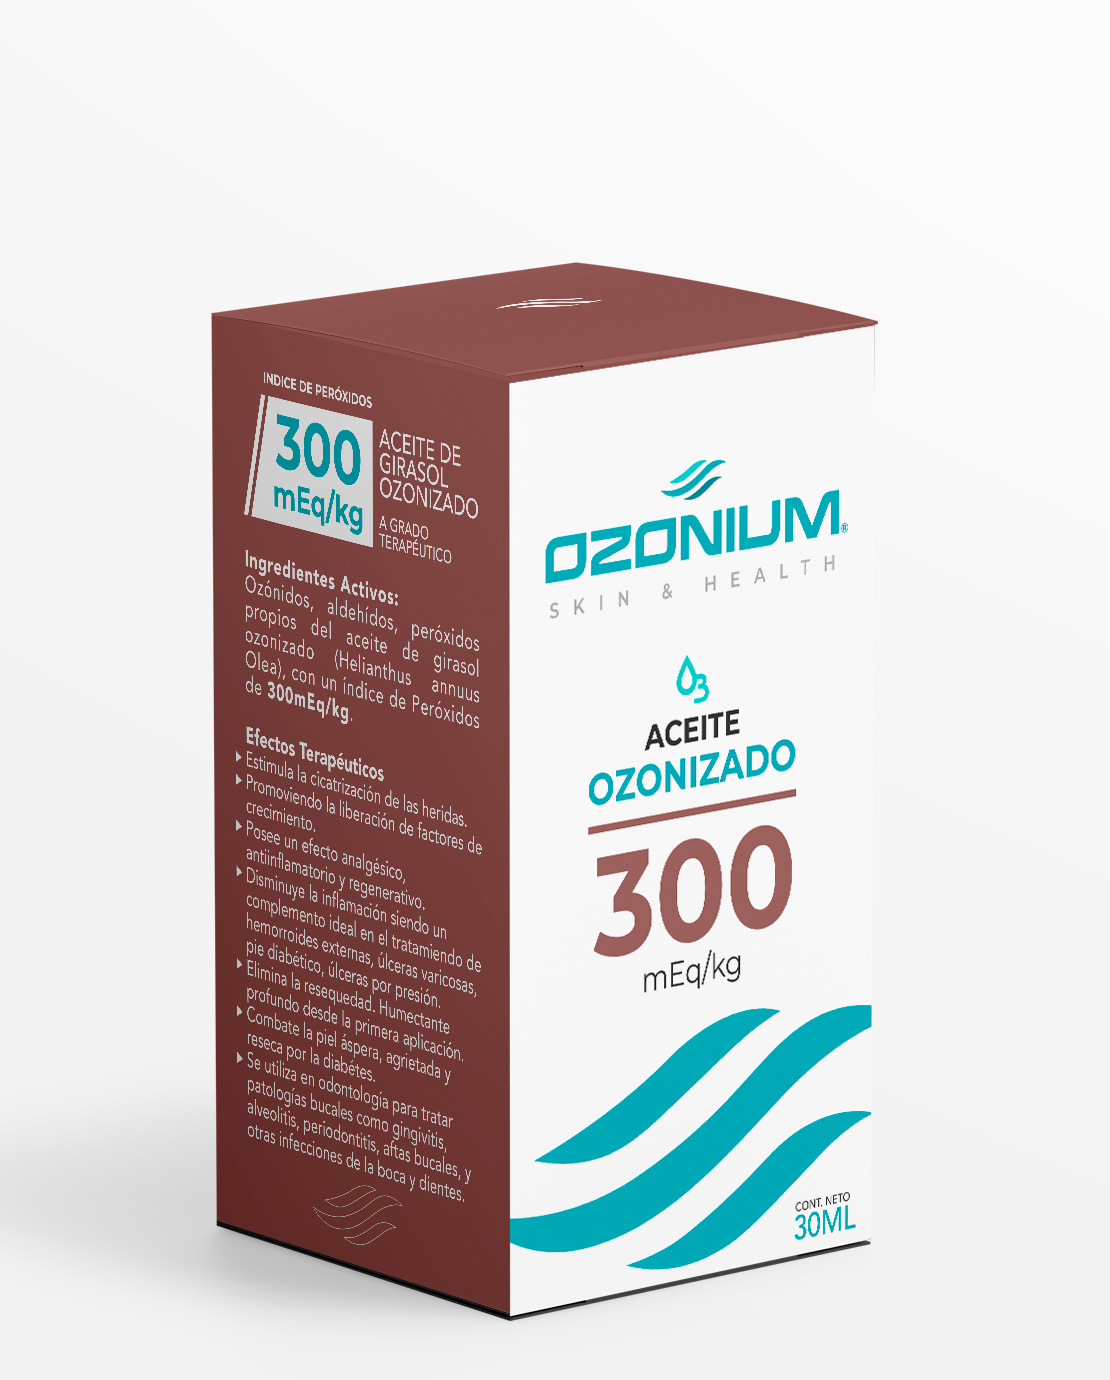 INDICE DE PERÓXIDOS
300
mEq/kg
ACEITE DE
GIRASOL
OZONIZADO
A GRADO
TERAPÉUTICO
Ingredientes Activos:
Ozónidos, aldehídos, peróxidos
propios del aceite de girasol
ozonizado (Helianthus annuus
Olea), con un índice de Peróxidos
de 300mEq/kg.
Efectos Terapéuticos
Estimula la cicatrización de las heridas.
Promoviendo la liberación de factores de
crecimiento.
Posee un efecto analgésico,
antiinflamatorio y regenerativo.
Disminuye la inflamación siendo un
complemento ideal en el tratamiendo de
hemorroides externas, úlceras varicosas,
pie diabético, úlceras por presión.
Elimina la resequedad. Humectante
profundo desde la primera aplicación.
Combate la piel áspera, agrietada y
reseca por la diabétes.
Se utiliza en odontología para tratar
patologías bucales como gingivitis,
alveolitis, periodontitis, aftas bucales, y
otras infecciones de la boca y dientes.
OZONIUM®
SKIN & HEALTH
O3
ACEITE
OZONIZADO
300
mEq/kg
CONT. NETO
30ML